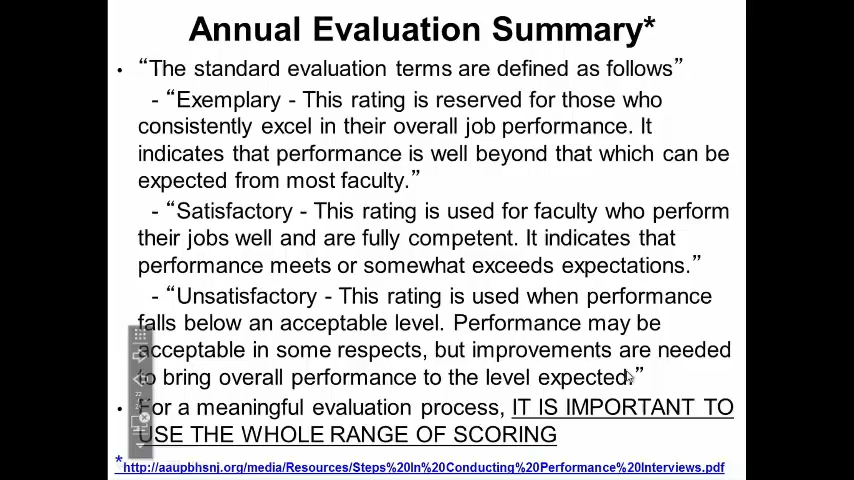 Annual Evaluation Summary*
• “The standard evaluation terms are defined as follows”
- “Exemplary - This rating is reserved for those who
consistently excel in their overall job performance. It
indicates that performance is well beyond that which can be
expected from most faculty.”
- “Satisfactory - This rating is used for faculty who perform
their jobs well and are fully competent. It indicates that
performance meets or somewhat exceeds expectations.”
- “Unsatisfactory - This rating is used when performance
falls below an acceptable level. Performance may be
acceptable in some respects, but improvements are needed
to bring overall performance to the level expected.”
• For a meaningful evaluation process, IT IS IMPORTANT TO
USE THE WHOLE RANGE OF SCORING
* http://aaupbhsnj.org/media/Resources/Steps%20In%20Conducting%20Performance%20Interviews.pdf